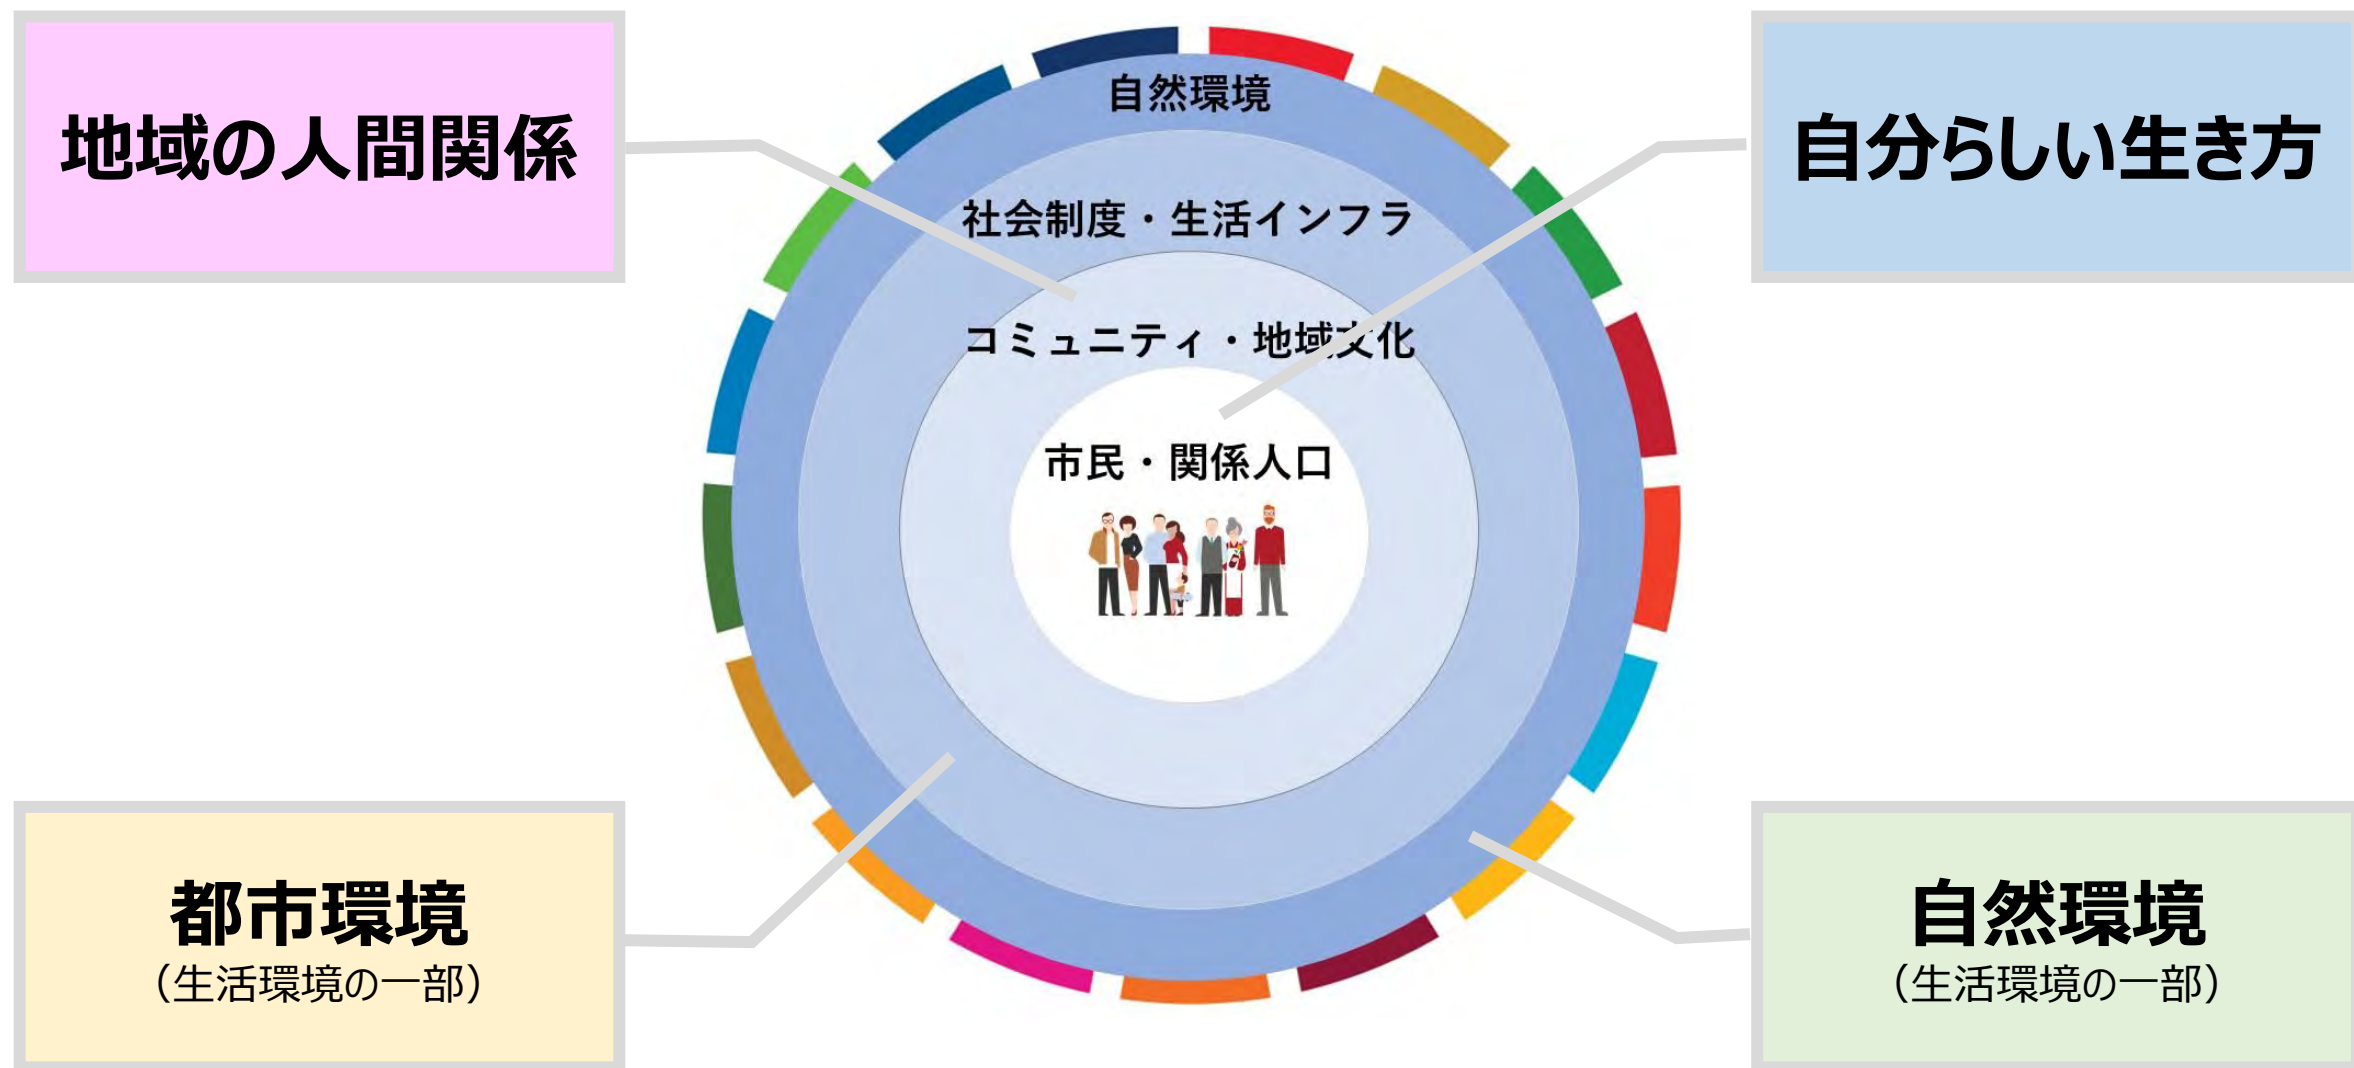 地域の人間関係
自分らしい生き方
自然環境
社会制度・生活インフラ
コミュニティ・地域文化
市民・関係人口
都市環境
（生活環境の一部）
自然環境
（生活環境の一部）